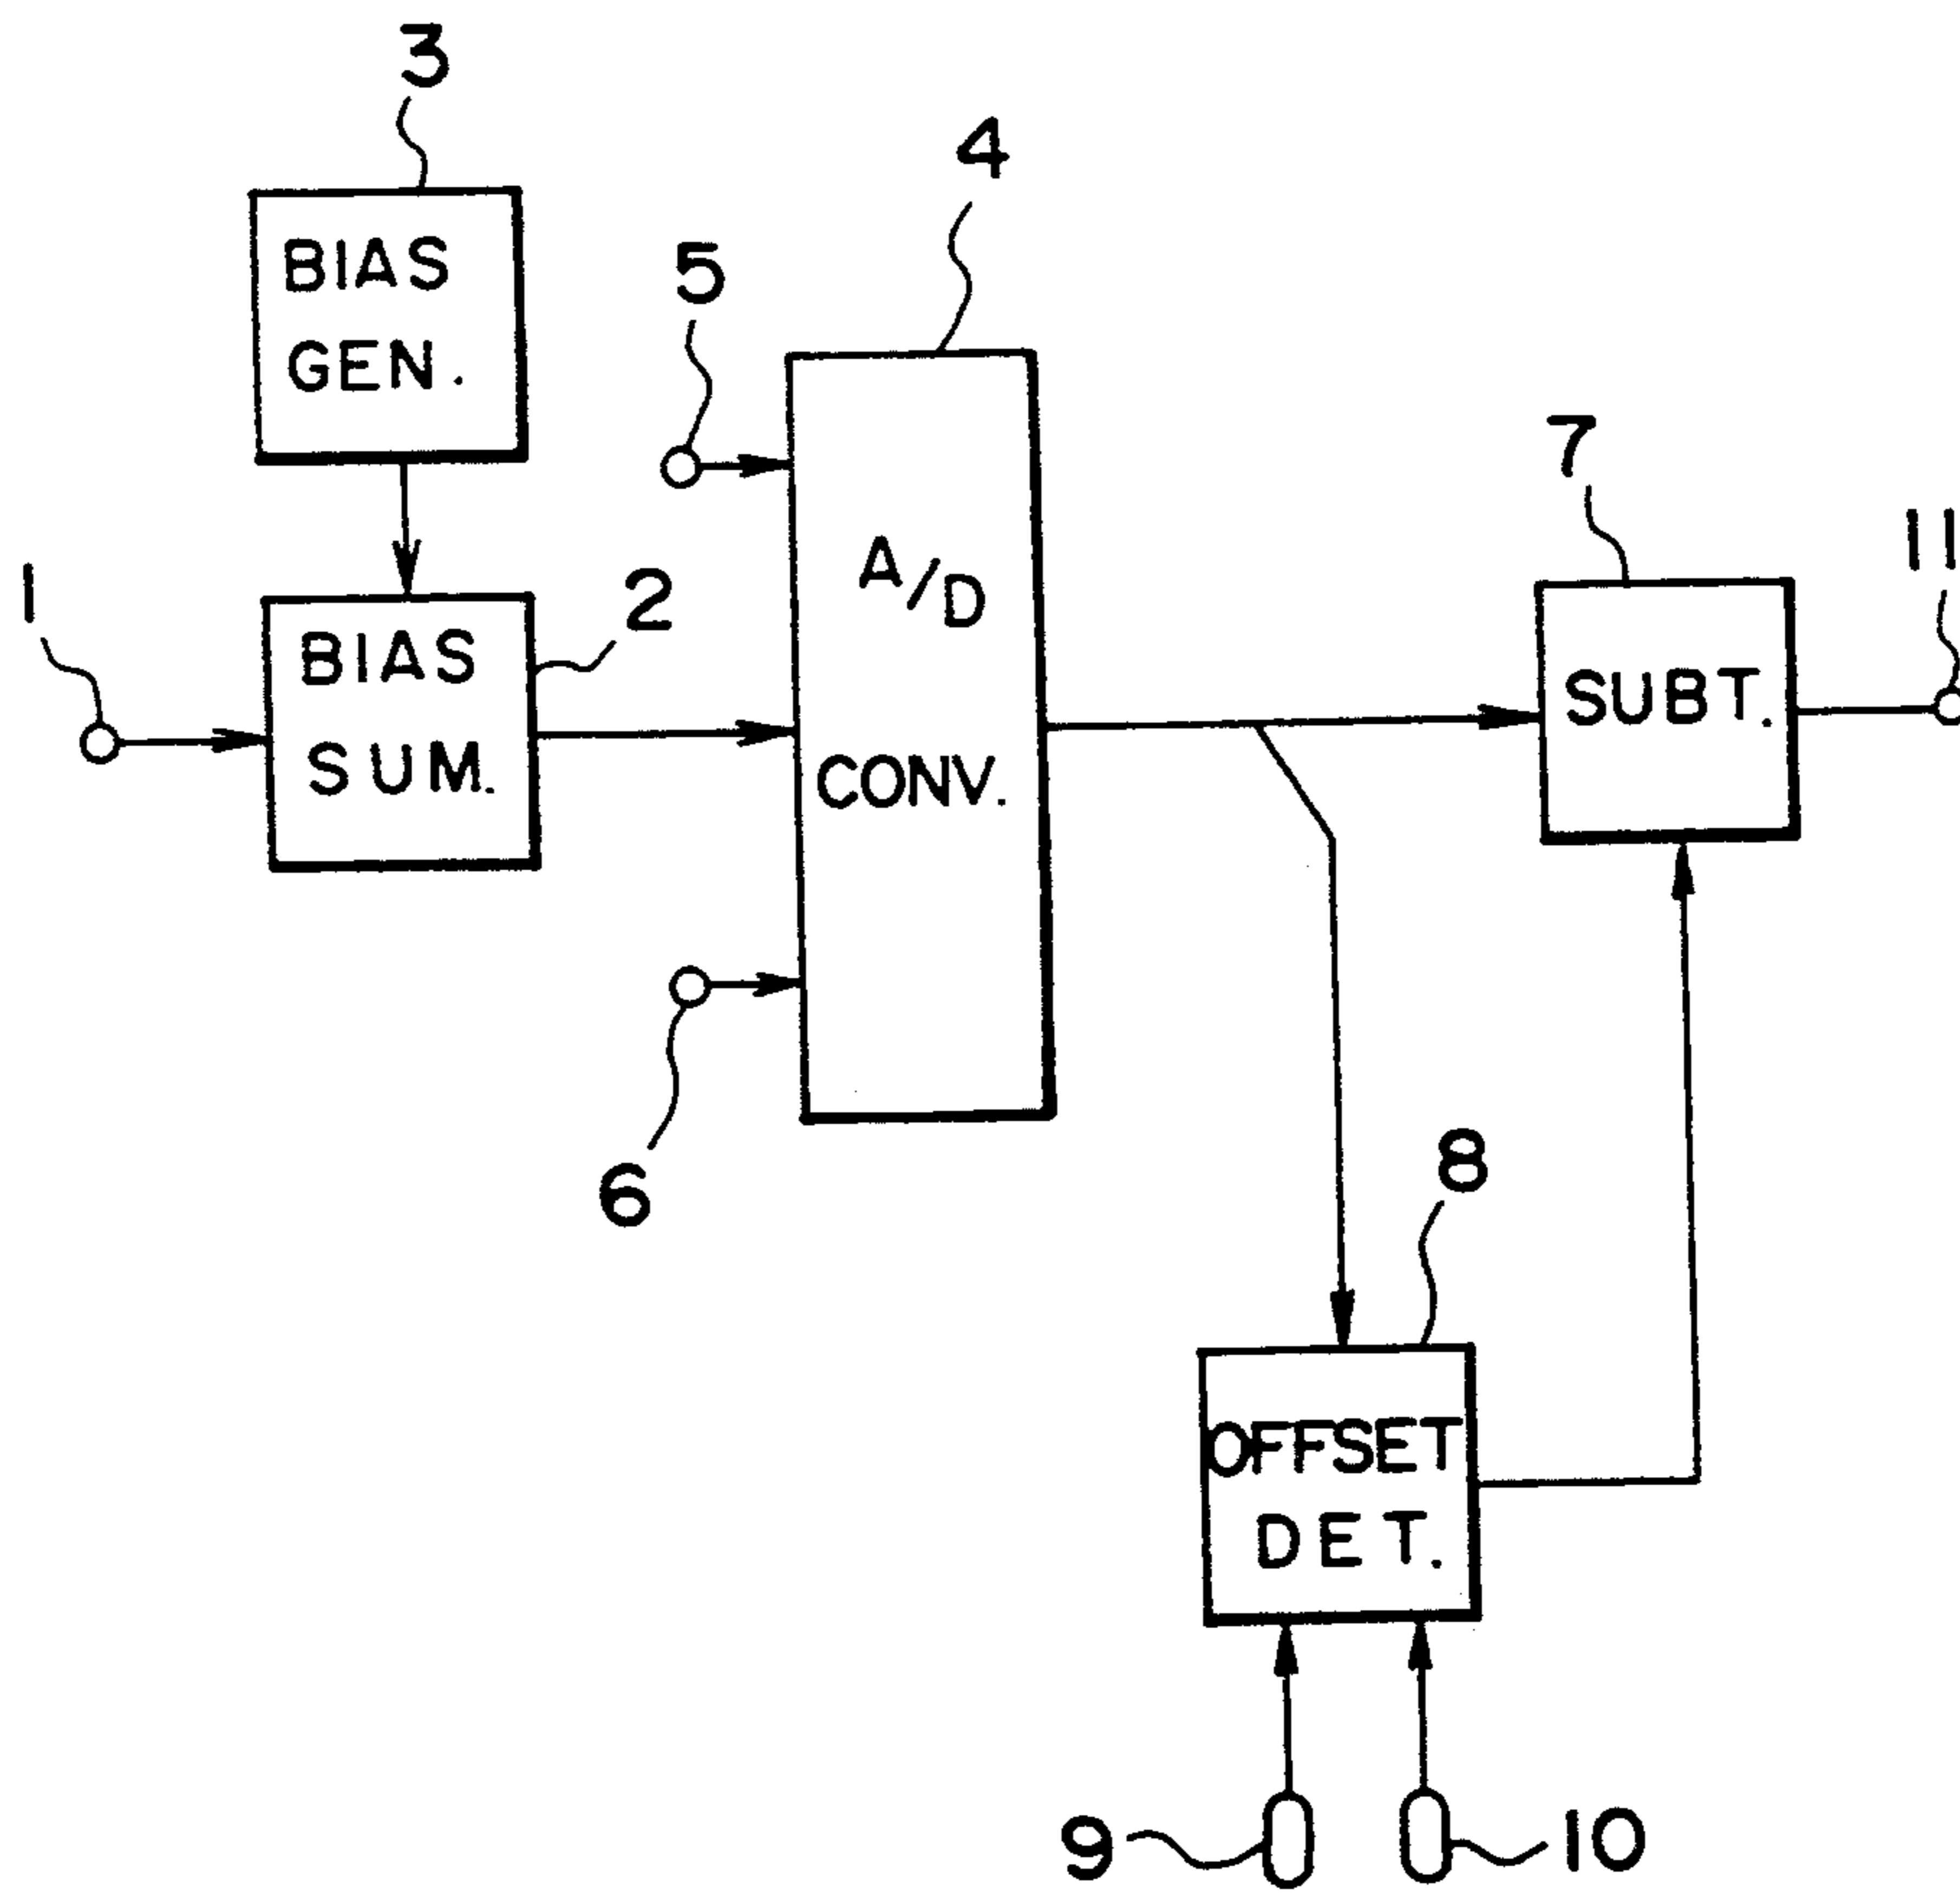 3
BIAS
GEN.
4
5
A/D
CONV.
1
BIAS
SUM.
2
6
7
SUBT.
11
8
OFFSET
DET.
9
10